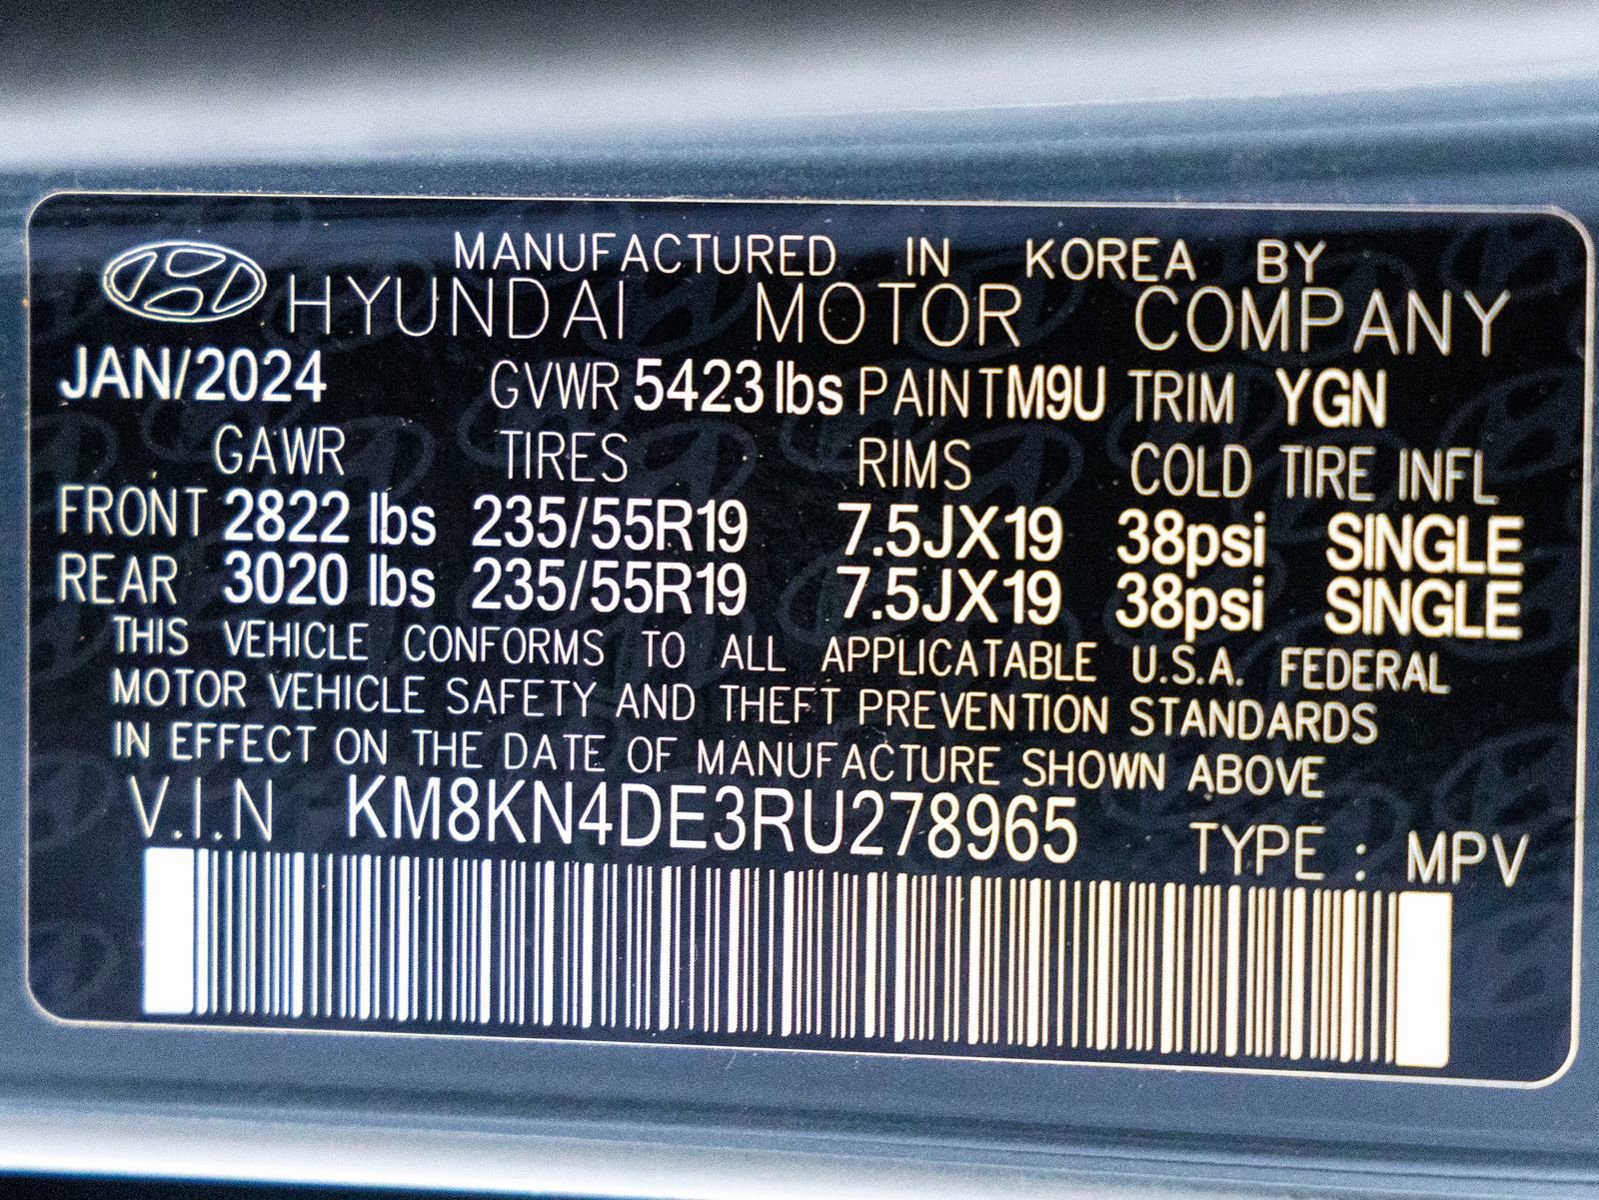 MANUFACTURED IN KOREA BY
HYUNDAI MOTOR COMPANY
JAN/2024 GVWR 5423 lbs PAINT M9U TRIM YGN
GAWR TIRES RIMS COLD TIRE INFL
FRONT 2822 lbs 235/55R19 7.5JX19 38psi SINGLE
REAR 3020 lbs 235/55R19 7.5JX19 38psi SINGLE
THIS VEHICLE CONFORMS TO ALL APPLICATABLE U.S.A. FEDERAL
MOTOR VEHICLE SAFETY AND THEFT PREVENTION STANDARDS
IN EFFECT ON THE DATE OF MANUFACTURE SHOWN ABOVE
V.I.N KM8KN4DE3RU278965 TYPE : MPV